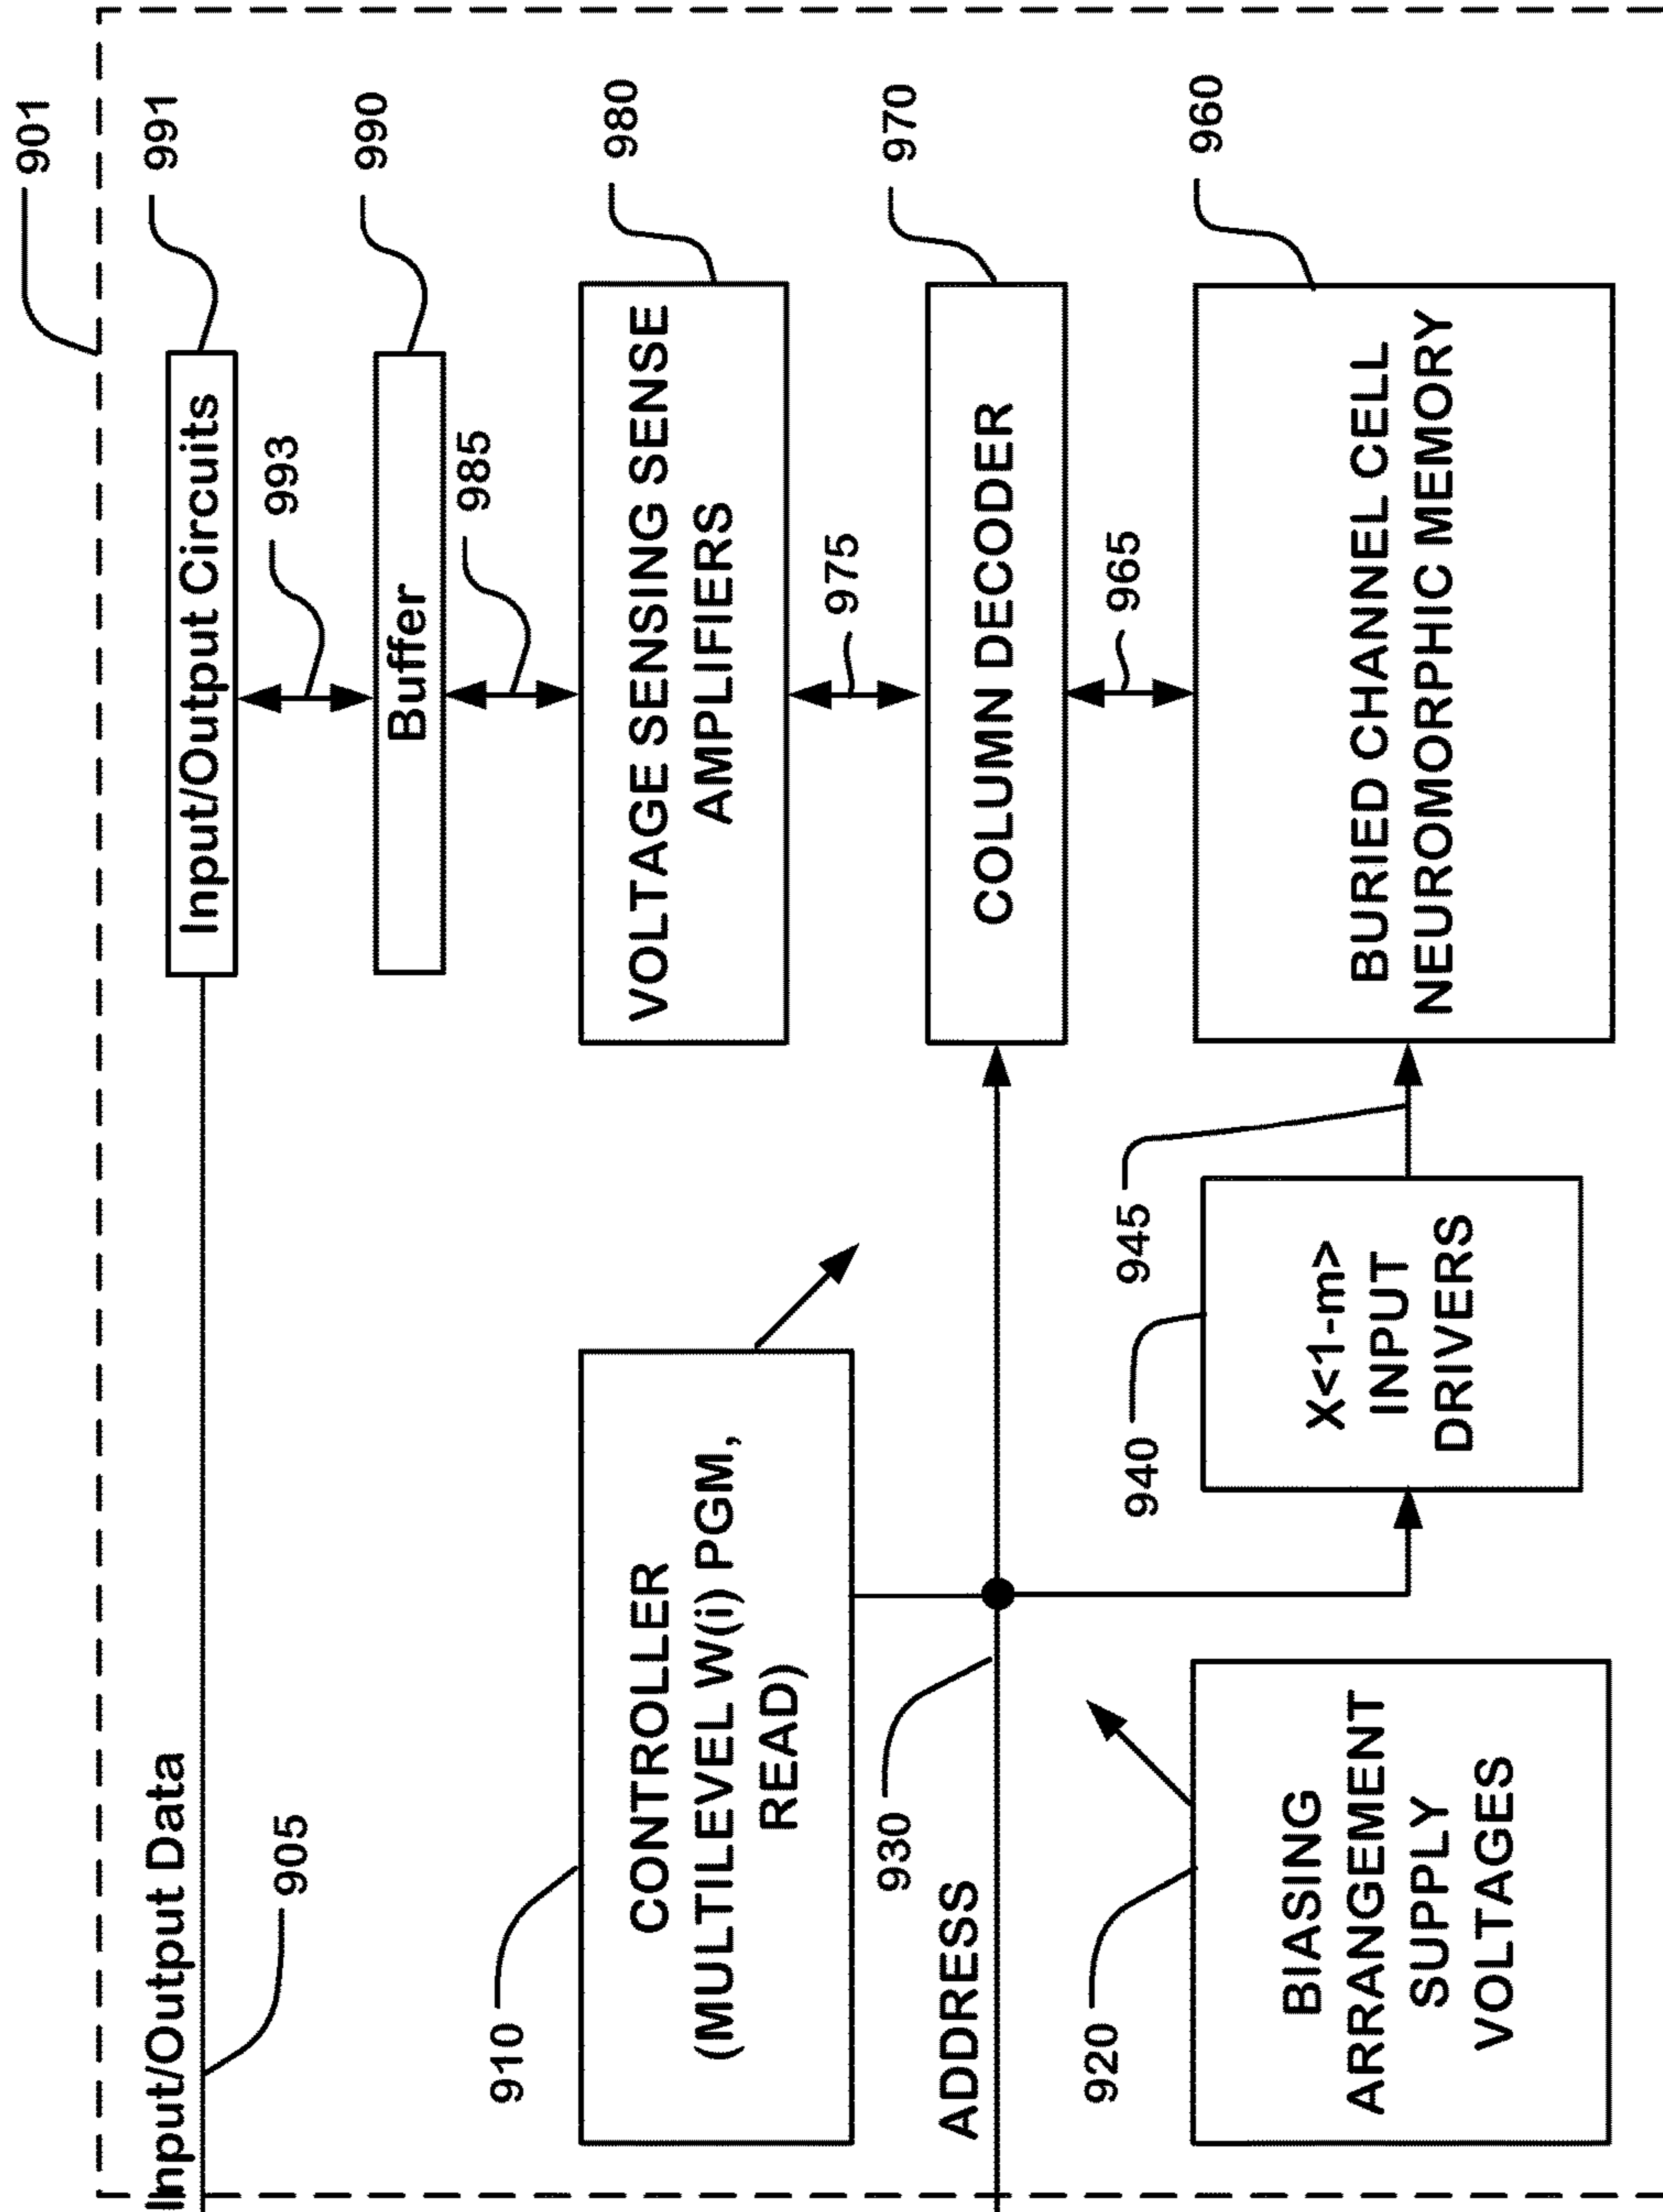 901
Input/Output Data
905
Input/Output Circuits
991
993
Buffer
990
985
910
CONTROLLER
(MULTILEVEL W(i) PGM,
READ)
VOLTAGE SENSING SENSE
AMPLIFIERS
980
975
ADDRESS
930
COLUMN DECODER
970
965
920
BIASING
ARRANGEMENT
SUPPLY
VOLTAGES
940
X<1-m>
INPUT
DRIVERS
945
BURIED CHANNEL CELL
NEUROMORPHIC MEMORY
960